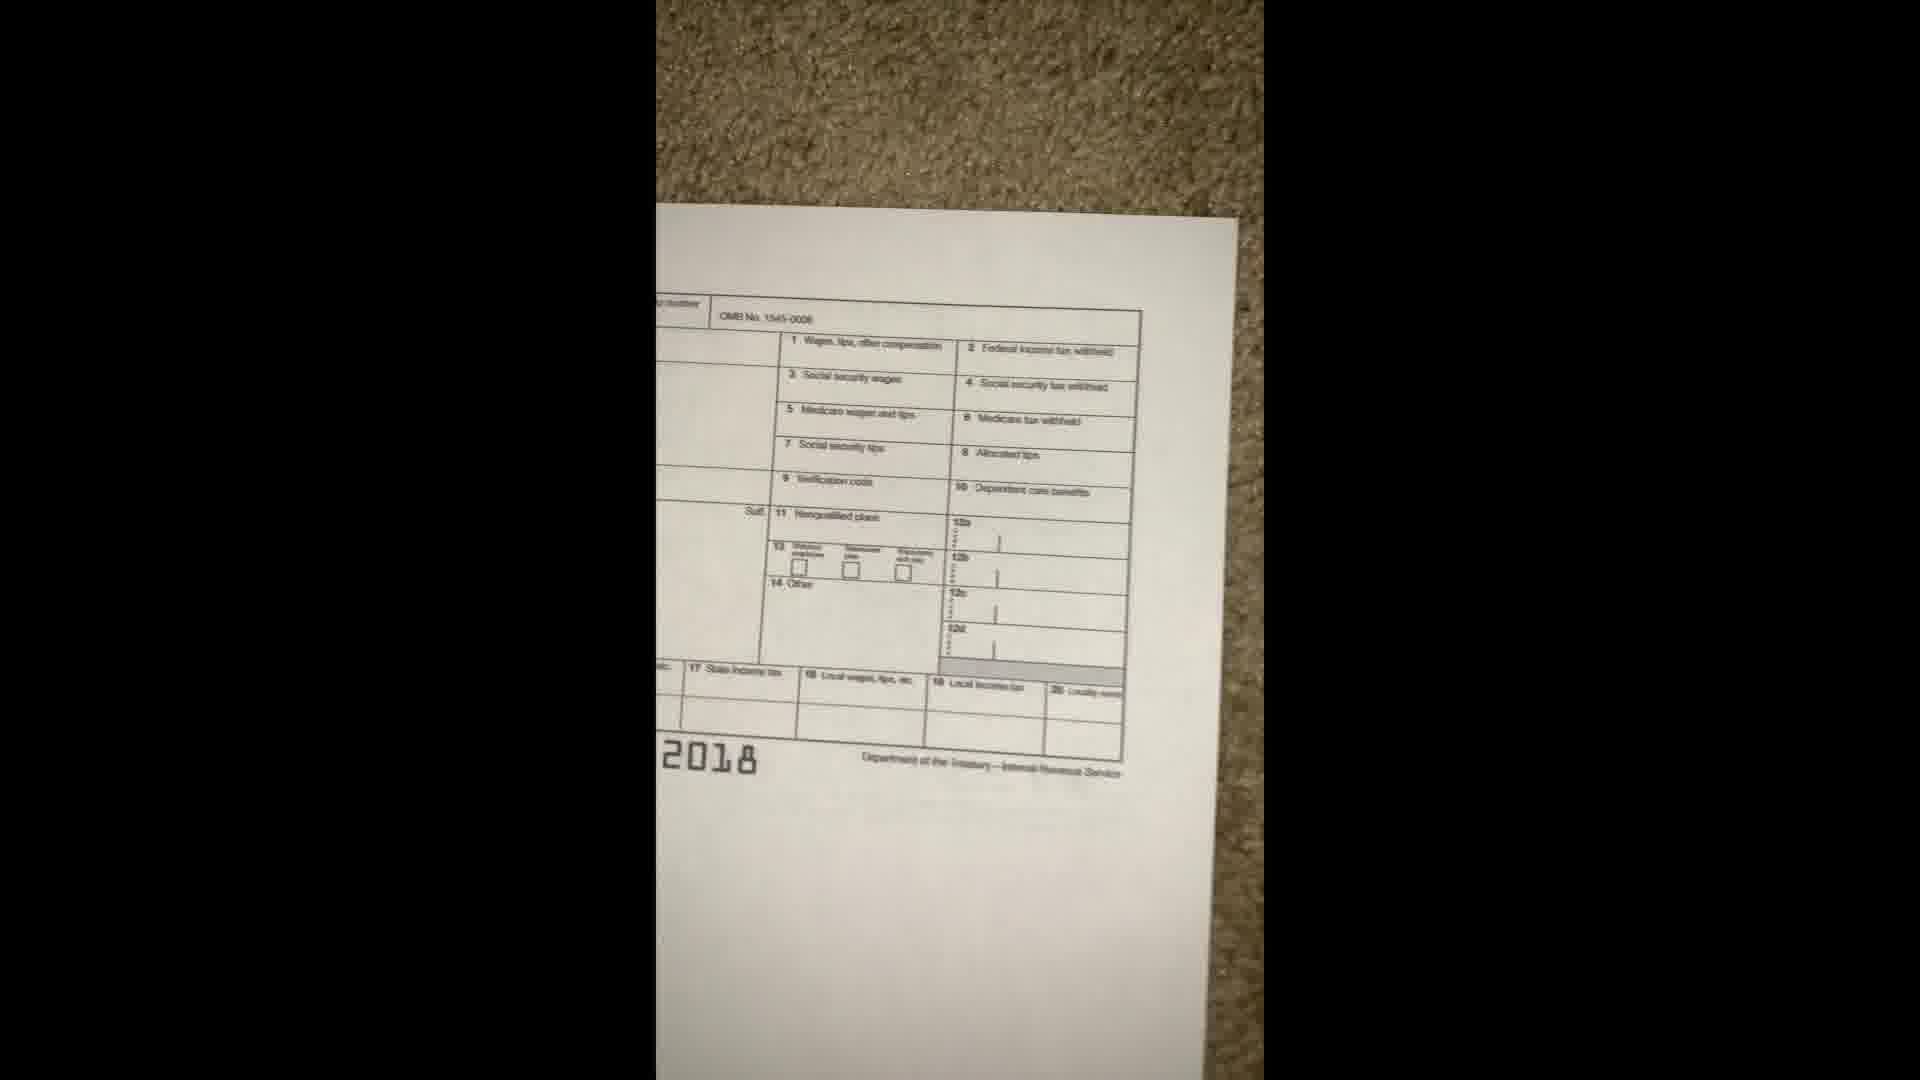 number
OMB No. 1545-0008
1 Wages, tips, other compensation
2 Federal income tax withheld
3 Social security wages
4 Social security tax withheld
5 Medicare wages and tips
6 Medicare tax withheld
7 Social security tips
8 Allocated tips
9 Verification code
10 Dependent care benefits
Suff.
11 Nonqualified plans
12a
13 Statutory employee
Retirement plan
Third-party sick pay
12b
14 Other
12c
12d
etc.
17 State income tax
18 Local wages, tips, etc.
19 Local income tax
20 Locality name
2018
Department of the Treasury—Internal Revenue Service